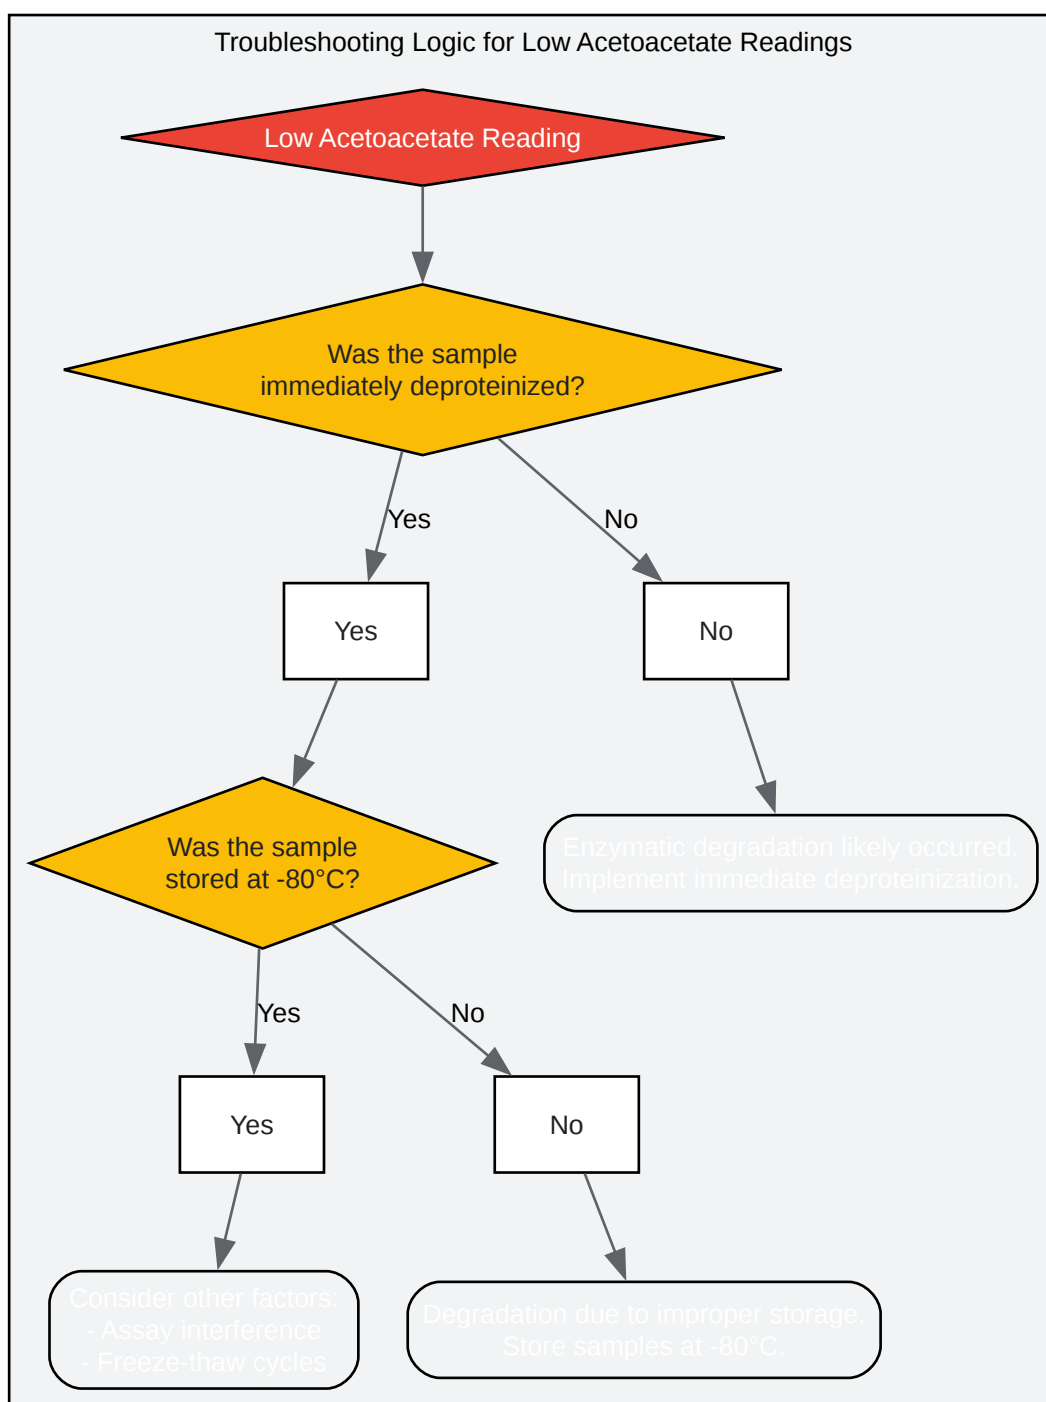 Troubleshooting Logic for Low Acetoacetate Readings
Low Acetoacetate Reading
Was the sample
immediately deproteinized?
Yes
No
Yes
No
Was the sample
stored at -80°C?
Enzymatic degradation likely occurred.
Implement immediate deproteinization.
Yes
No
Yes
No
Consider other factors:
- Assay interference
- Freeze-thaw cycles
Degradation due to improper storage.
Store samples at -80°C.